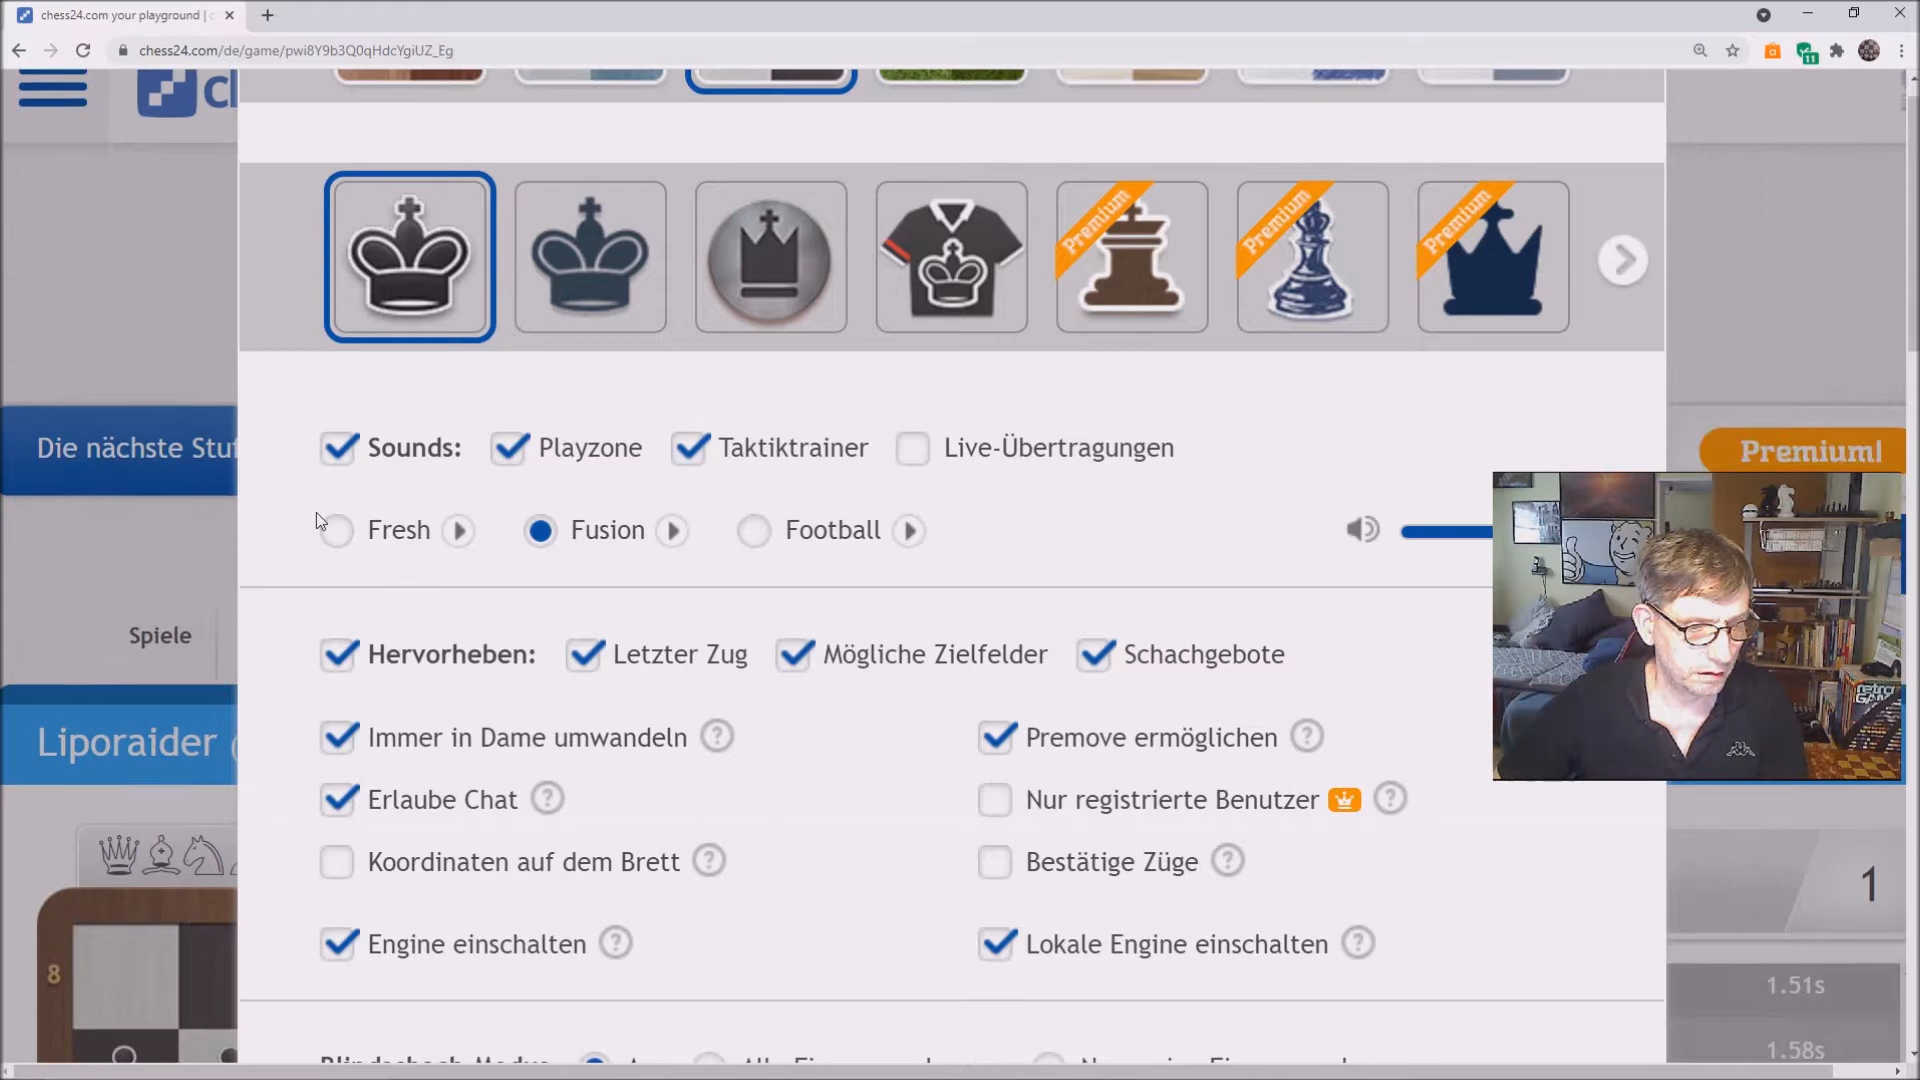 chess24.com your playground | c
chess24.com/de/game/pwi8Y9b3Q0qHdcYgiUZ_Eg
11
Premium
Premium
Premium
Die nächste Stuf
Premium!
Sounds: Playzone Taktiktrainer Live-Übertragungen
Fresh Fusion Football
Spiele
Hervorheben: Letzter Zug Mögliche Zielfelder Schachgebote
Liporaider
Immer in Dame umwandeln ? Premove ermöglichen ?
Erlaube Chat ? Nur registrierte Benutzer ?
Koordinaten auf dem Brett ? Bestätige Züge ?
1
Engine einschalten ? Lokale Engine einschalten ?
8
1.51s
1.58s